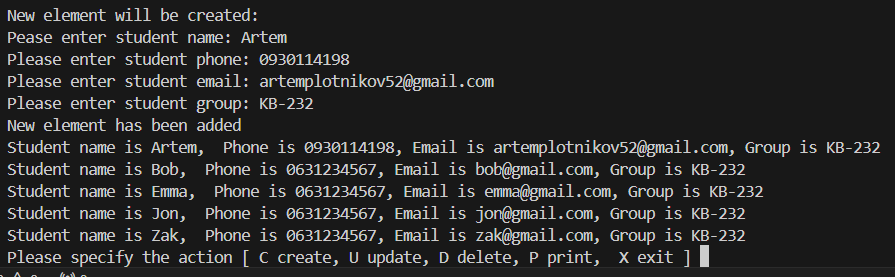 New element will be created:
Pease enter student name: Artem
Please enter student phone: 0930114198
Please enter student email: artemplotnikov52@gmail.com
Please enter student group: KB-232
New element has been added
Student name is Artem,  Phone is 0930114198, Email is artemplotnikov52@gmail.com, Group is KB-232
Student name is Bob,  Phone is 0631234567, Email is bob@gmail.com, Group is KB-232
Student name is Emma,  Phone is 0631234567, Email is emma@gmail.com, Group is KB-232
Student name is Jon,  Phone is 0631234567, Email is jon@gmail.com, Group is KB-232
Student name is Zak,  Phone is 0631234567, Email is zak@gmail.com, Group is KB-232
Please specify the action [ C create, U update, D delete, P print,  X exit ]